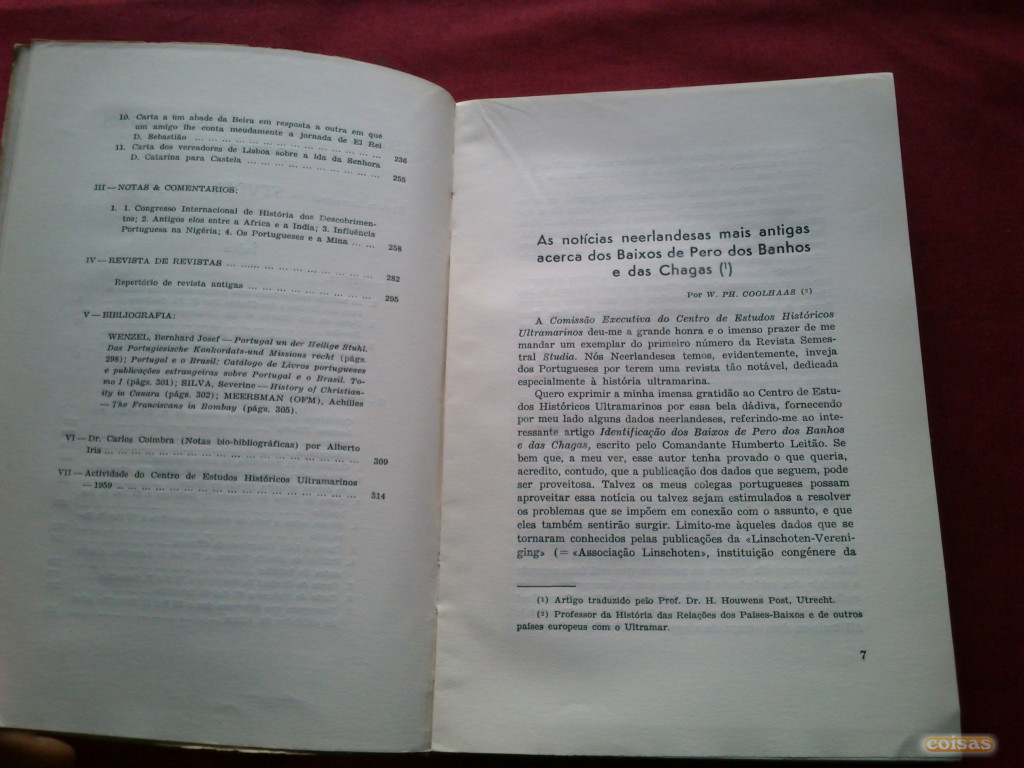 10. Carta a um abade da Beira em resposta a outra em que
um amigo lhe conta meudamente a jornada de El Rei
D. Sebastião ... ... ... ... ... ... ... ... ... ... ... ... 236
11. Carta dos vereadores de Lisboa sobre a ida da Senhora
D. Catarina para Castela ... ... ... ... ... ... ... ... ... 255
III — NOTAS & COMENTARIOS:
1. 1. Congresso Internacional de História dos Descobrimen-
tos; 2. Antigos elos entre a Africa e a India; 3. Influência
Portuguesa na Nigéria; 4. Os Portugueses e a Mina ... ... 258
IV — REVISTA DE REVISTAS ... ... ... ... ... ... ... ... 282
Repertório de revista antigas ... ... ... ... ... ... ... ... 295
V — BIBLIOGRAFIA:
WENZEL, Bernhard Josef — Portugal un der Heilige Stuhl.
Das Portugiesische Konkordats-und Missions recht (págs.
298); Portugal e o Brasil: Catálogo de Livros portugueses
e publicações estrangeiras sobre Portugal e o Brasil. To-
mo I (págs. 301); SILVA, Severine — History of Christian-
ity in Canara (págs. 302); MEERSMAN (OFM), Achilles
— The Franciscans in Bombay (págs. 305).
VI — Dr. Carlos Coimbra (Notas bio-bibliográficas) por Alberto
Iria ... ... ... ... ... ... ... ... ... ... ... ... ... ... 309
VII — Actividade do Centro de Estudos Históricos Ultramarinos
— 1959 ... ... ... ... ... ... ... ... ... ... ... ... ... 314
As notícias neerlandesas mais antigas
acerca dos Baixos de Pero dos Banhos
e das Chagas (¹)
Por W. PH. COOLHAAS (²)
A Comissão Executiva do Centro de Estudos Históricos
Ultramarinos deu-me a grande honra e o imenso prazer de me
mandar um exemplar do primeiro número da Revista Semes-
tral Studia. Nós Neerlandeses temos, evidentemente, inveja
dos Portugueses por terem uma revista tão notável, dedicada
especialmente à história ultramarina.
Quero exprimir a minha imensa gratidão ao Centro de Estu-
dos Históricos Ultramarinos por essa bela dádiva, fornecendo
por meu lado alguns dados neerlandeses, referindo-me ao inte-
ressante artigo Identificação dos Baixos de Pero dos Banhos
e das Chagas, escrito pelo Comandante Humberto Leitão. Se
bem que, a meu ver, esse autor tenha provado o que queria,
acredito, contudo, que a publicação dos dados que seguem, pode
ser proveitosa. Talvez os meus colegas portugueses possam
aproveitar essa notícia ou talvez sejam estimulados a resolver
os problemas que se impõem em conexão com o assunto, e que
eles também sentirão surgir. Limito-me àqueles dados que se
tornaram conhecidos pelas publicações da «Linschoten-Vereni-
ging» (= «Associação Linschoten», instituição congénere da
(¹) Artigo traduzido pelo Prof. Dr. H. Houwens Post, Utrecht.
(²) Professor da História das Relações dos Países-Baixos e de outros
países europeus com o Ultramar.
7
coisas